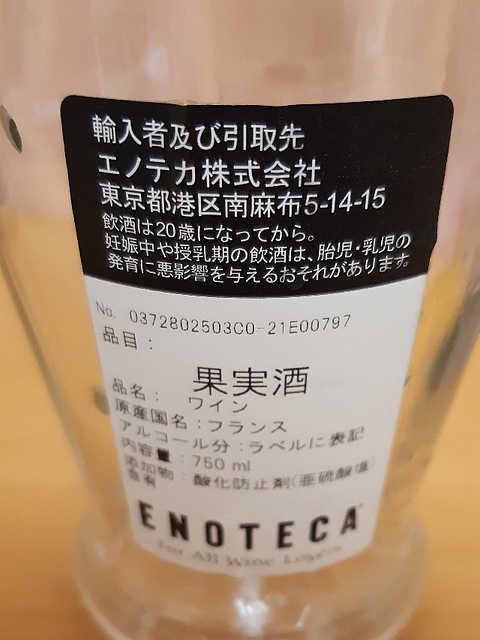 輸入者及び引取先
エノテカ株式会社
東京都港区南麻布5-14-15
飲酒は20歳になってから。
妊娠中や授乳期の飲酒は、胎児・乳児の
発育に悪影響を与えるおそれがあります。
No. 0372802503C0-21E00797
品目：
果実酒
品名： ワイン
原産国名：フランス
アルコール分：ラベルに表記
内容量：750 ml
添加物：酸化防止剤(亜硫酸塩)
含有
ENOTECA
For All Wine Lovers